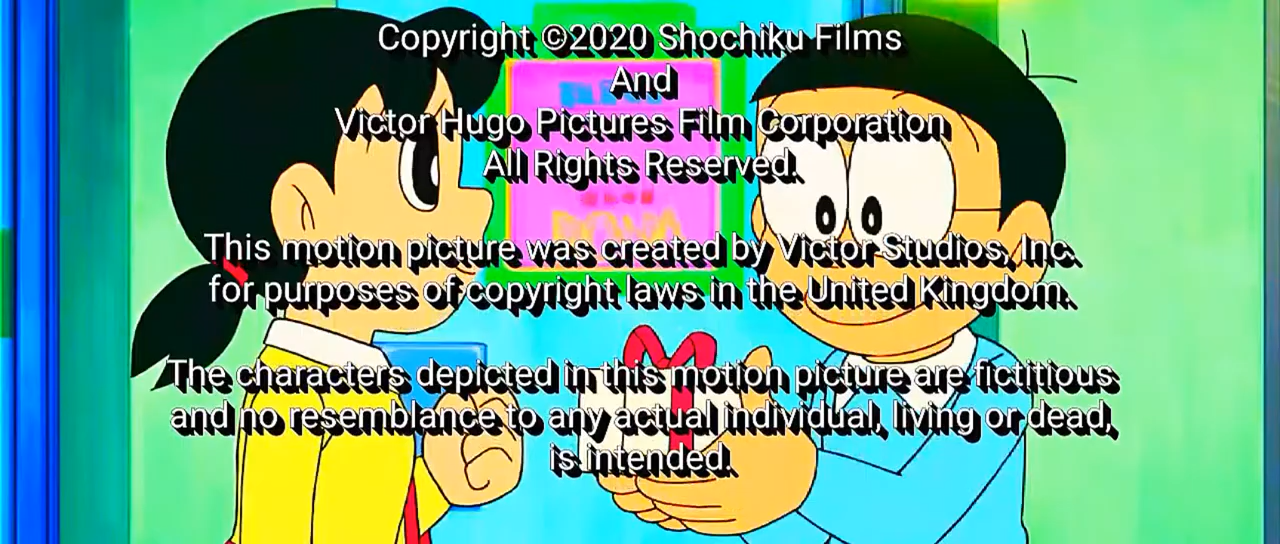 Copyright ©2020 Shochiku Films
And
Victor Hugo Pictures Film Corporation
All Rights Reserved.
This motion picture was created by Victor Studios, Inc.
for purposes of copyright laws in the United Kingdom.
The characters depicted in this motion picture are fictitious
and no resemblance to any actual individual, living or dead,
is intended.